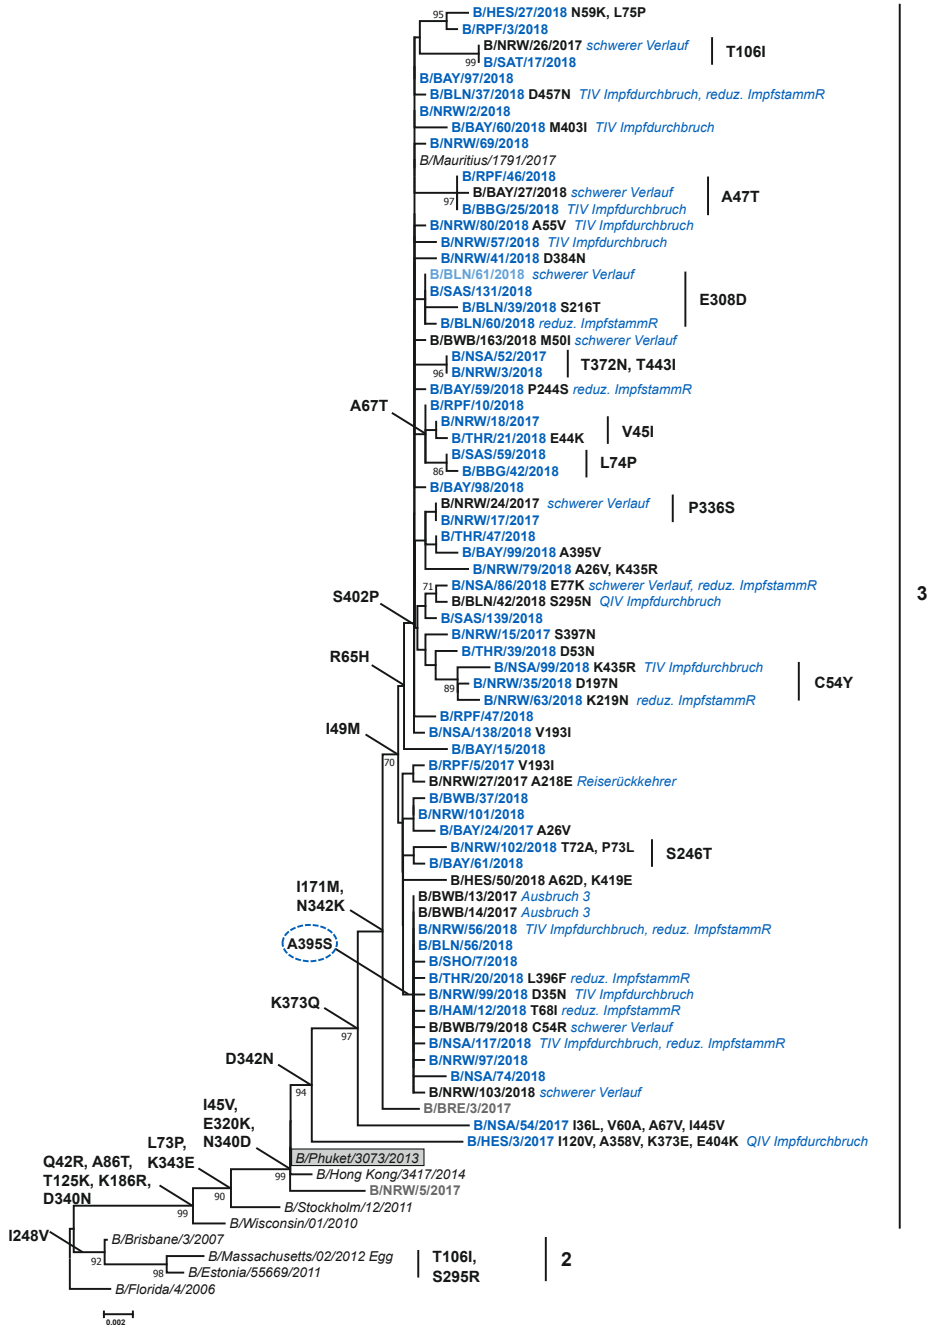 95
B/HES/27/2018 N59K, L75P
B/RPF/3/2018
B/NRW/26/2017 schwerer Verlauf
T106I
99
B/SAT/17/2018
B/BAY/97/2018
B/BLN/37/2018 D457N TIV Impfdurchbruch, reduz. ImpfstammR
B/NRW/2/2018
B/BAY/60/2018 M403I TIV Impfdurchbruch
B/NRW/69/2018
B/Mauritius/1791/2017
B/RPF/46/2018
B/BAY/27/2018 schwerer Verlauf
A47T
97
B/BBG/25/2018 TIV Impfdurchbruch
B/NRW/80/2018 A55V TIV Impfdurchbruch
B/NRW/57/2018 TIV Impfdurchbruch
B/NRW/41/2018 D384N
B/BLN/61/2018 schwerer Verlauf
B/SAS/131/2018
E308D
B/BLN/39/2018 S216T
B/BLN/60/2018 reduz. ImpfstammR
B/BWB/163/2018 M50I schwerer Verlauf
B/NSA/52/2017
T372N, T443I
96
B/NRW/3/2018
B/BAY/59/2018 P244S reduz. ImpfstammR
A67T
B/RPF/10/2018
B/NRW/18/2017
V45I
B/THR/21/2018 E44K
B/SAS/59/2018
L74P
86
B/BBG/42/2018
B/BAY/98/2018
B/NRW/24/2017 schwerer Verlauf
P336S
B/NRW/17/2017
B/THR/47/2018
B/BAY/99/2018 A395V
B/NRW/79/2018 A26V, K435R
71
B/NSA/86/2018 E77K schwerer Verlauf, reduz. ImpfstammR
3
S402P
B/BLN/42/2018 S295N QIV Impfdurchbruch
B/SAS/139/2018
B/NRW/15/2017 S397N
R65H
B/THR/39/2018 D53N
B/NSA/99/2018 K435R TIV Impfdurchbruch
C54Y
89
B/NRW/35/2018 D197N
B/NRW/63/2018 K219N reduz. ImpfstammR
B/RPF/47/2018
I49M
B/NSA/138/2018 V193I
B/BAY/15/2018
70
B/RPF/5/2017 V193I
B/NRW/27/2017 A218E Reiserückkehrer
B/BWB/37/2018
B/NRW/101/2018
B/BAY/24/2017 A26V
B/NRW/102/2018 T72A, P73L
S246T
B/BAY/61/2018
B/HES/50/2018 A62D, K419E
I171M,
N342K
B/BWB/13/2017 Ausbruch 3
B/BWB/14/2017 Ausbruch 3
B/NRW/56/2018 TIV Impfdurchbruch, reduz. ImpfstammR
A395S
B/BLN/56/2018
B/SHO/7/2018
B/THR/20/2018 L396F reduz. ImpfstammR
B/NRW/99/2018 D35N TIV Impfdurchbruch
K373Q
B/HAM/12/2018 T68I reduz. ImpfstammR
97
B/BWB/79/2018 C54R schwerer Verlauf
B/NSA/117/2018 TIV Impfdurchbruch, reduz. ImpfstammR
D342N
B/NRW/97/2018
B/NSA/74/2018
94
B/NRW/103/2018 schwerer Verlauf
B/BRE/3/2017
I45V,
E320K,
N340D
B/NSA/54/2017 I36L, V60A, A67V, I445V
B/HES/3/2017 I120V, A358V, K373E, E404K QIV Impfdurchbruch
L73P,
K343E
B/Phuket/3073/2013
99
B/Hong Kong/3417/2014
Q42R, A86T,
T125K, K186R,
D340N
90
B/NRW/5/2017
B/Stockholm/12/2011
99
B/Wisconsin/01/2010
I248V
B/Brisbane/3/2007
92
B/Massachusetts/02/2012 Egg
T106I,
S295R
2
98
B/Estonia/55669/2011
B/Florida/4/2006
0.002